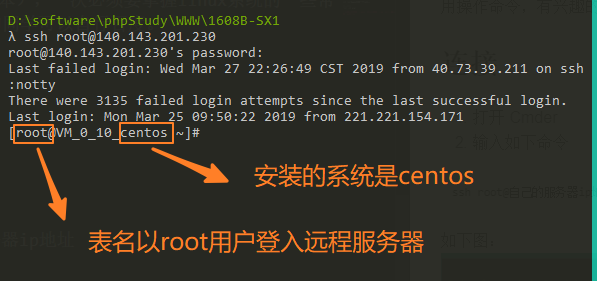 D:\software\phpStudy\WWW\1608B-SX1
λ ssh root@140.143.201.230
root@140.143.201.230's password:
Last failed login: Wed Mar 27 22:26:49 CST 2019 from 40.73.39.211 on ssh
:notty
There were 3135 failed login attempts since the last successful login.
Last login: Mon Mar 25 09:50:22 2019 from 221.221.154.171
[root@VM_0_10_centos ~]#
安装的系统是centos
表名以root用户登入远程服务器